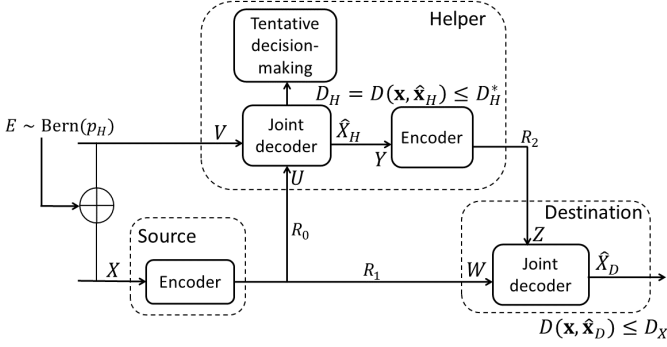 Helper
Tentative
decision-
making
D_H = D(𝐱, 𝐱̂_H) ≤ D_H^*
E ~ Bern(p_H)
V
Joint
decoder
X̂_H
Y
Encoder
R_2
U
Destination
Source
R_0
Z
X
Encoder
R_1
W
Joint
decoder
X̂_D
D(𝐱, 𝐱̂_D) ≤ D_X